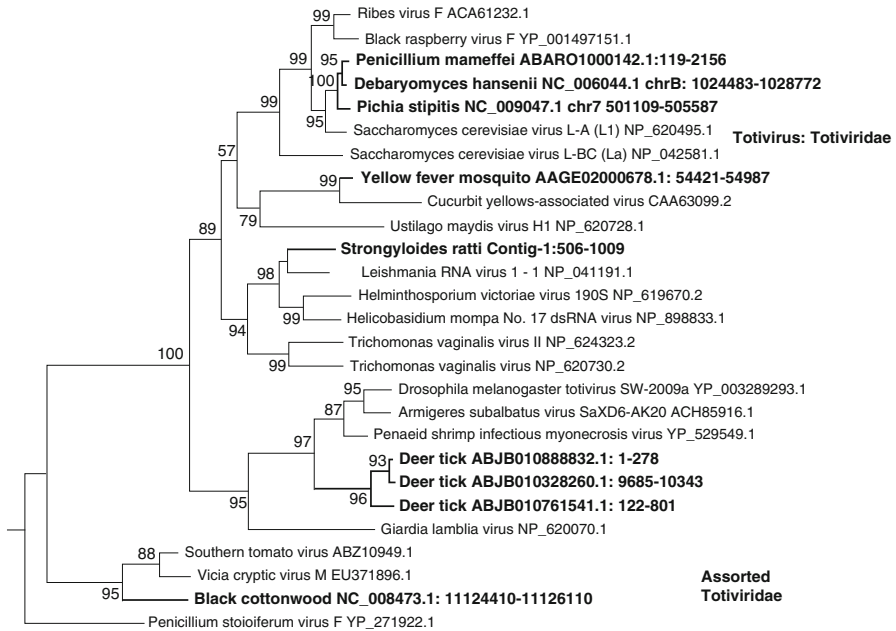 99
Ribes virus F ACA61232.1
Black raspberry virus F YP_001497151.1
99
95
Penicillium mameffei ABARO1000142.1:119-2156
100
Debaryomyces hansenii NC_006044.1 chrB: 1024483-1028772
99
Pichia stipitis NC_009047.1 chr7 501109-505587
95
Saccharomyces cerevisiae virus L-A (L1) NP_620495.1
Totivirus: Totiviridae
57
Saccharomyces cerevisiae virus L-BC (La) NP_042581.1
99
Yellow fever mosquito AAGE02000678.1: 54421-54987
Cucurbit yellows-associated virus CAA63099.2
79
Ustilago maydis virus H1 NP_620728.1
89
Strongyloides ratti Contig-1:506-1009
98
Leishmania RNA virus 1 - 1 NP_041191.1
Helminthosporium victoriae virus 190S NP_619670.2
99
Helicobasidium mompa No. 17 dsRNA virus NP_898833.1
94
Trichomonas vaginalis virus II NP_624323.2
100
99
Trichomonas vaginalis virus NP_620730.2
95
Drosophila melanogaster totivirus SW-2009a YP_003289293.1
87
Armigeres subalbatus virus SaXD6-AK20 ACH85916.1
Penaeid shrimp infectious myonecrosis virus YP_529549.1
97
93
Deer tick ABJB010888832.1: 1-278
Deer tick ABJB010328260.1: 9685-10343
96
Deer tick ABJB010761541.1: 122-801
95
Giardia lamblia virus NP_620070.1
88
Southern tomato virus ABZ10949.1
Vicia cryptic virus M EU371896.1
Assorted
Totiviridae
95
Black cottonwood NC_008473.1: 11124410-11126110
Penicillium stoioiferum virus F YP_271922.1